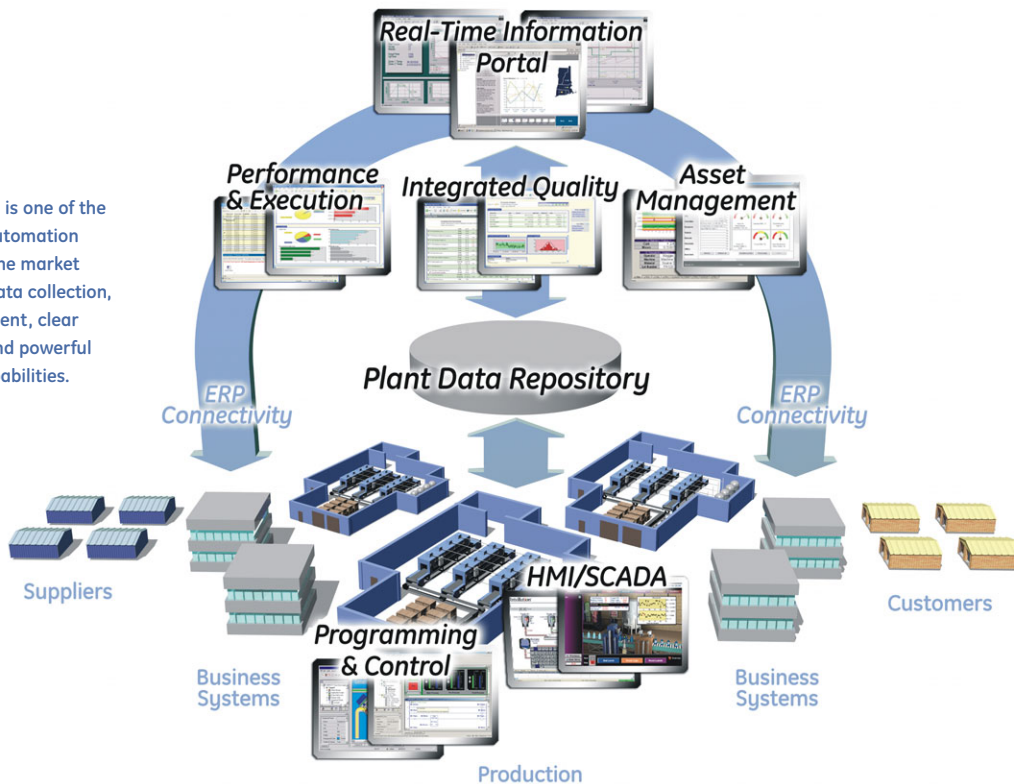 Real-Time Information
Portal
Performance
& Execution
Integrated Quality
Asset
Management
is one of the
utomation
ne market
ata collection,
ent, clear
nd powerful
abilities.
Plant Data Repository
ERP
Connectivity
ERP
Connectivity
Suppliers
Customers
HMI/SCADA
Programming
& Control
Business
Systems
Business
Systems
Production